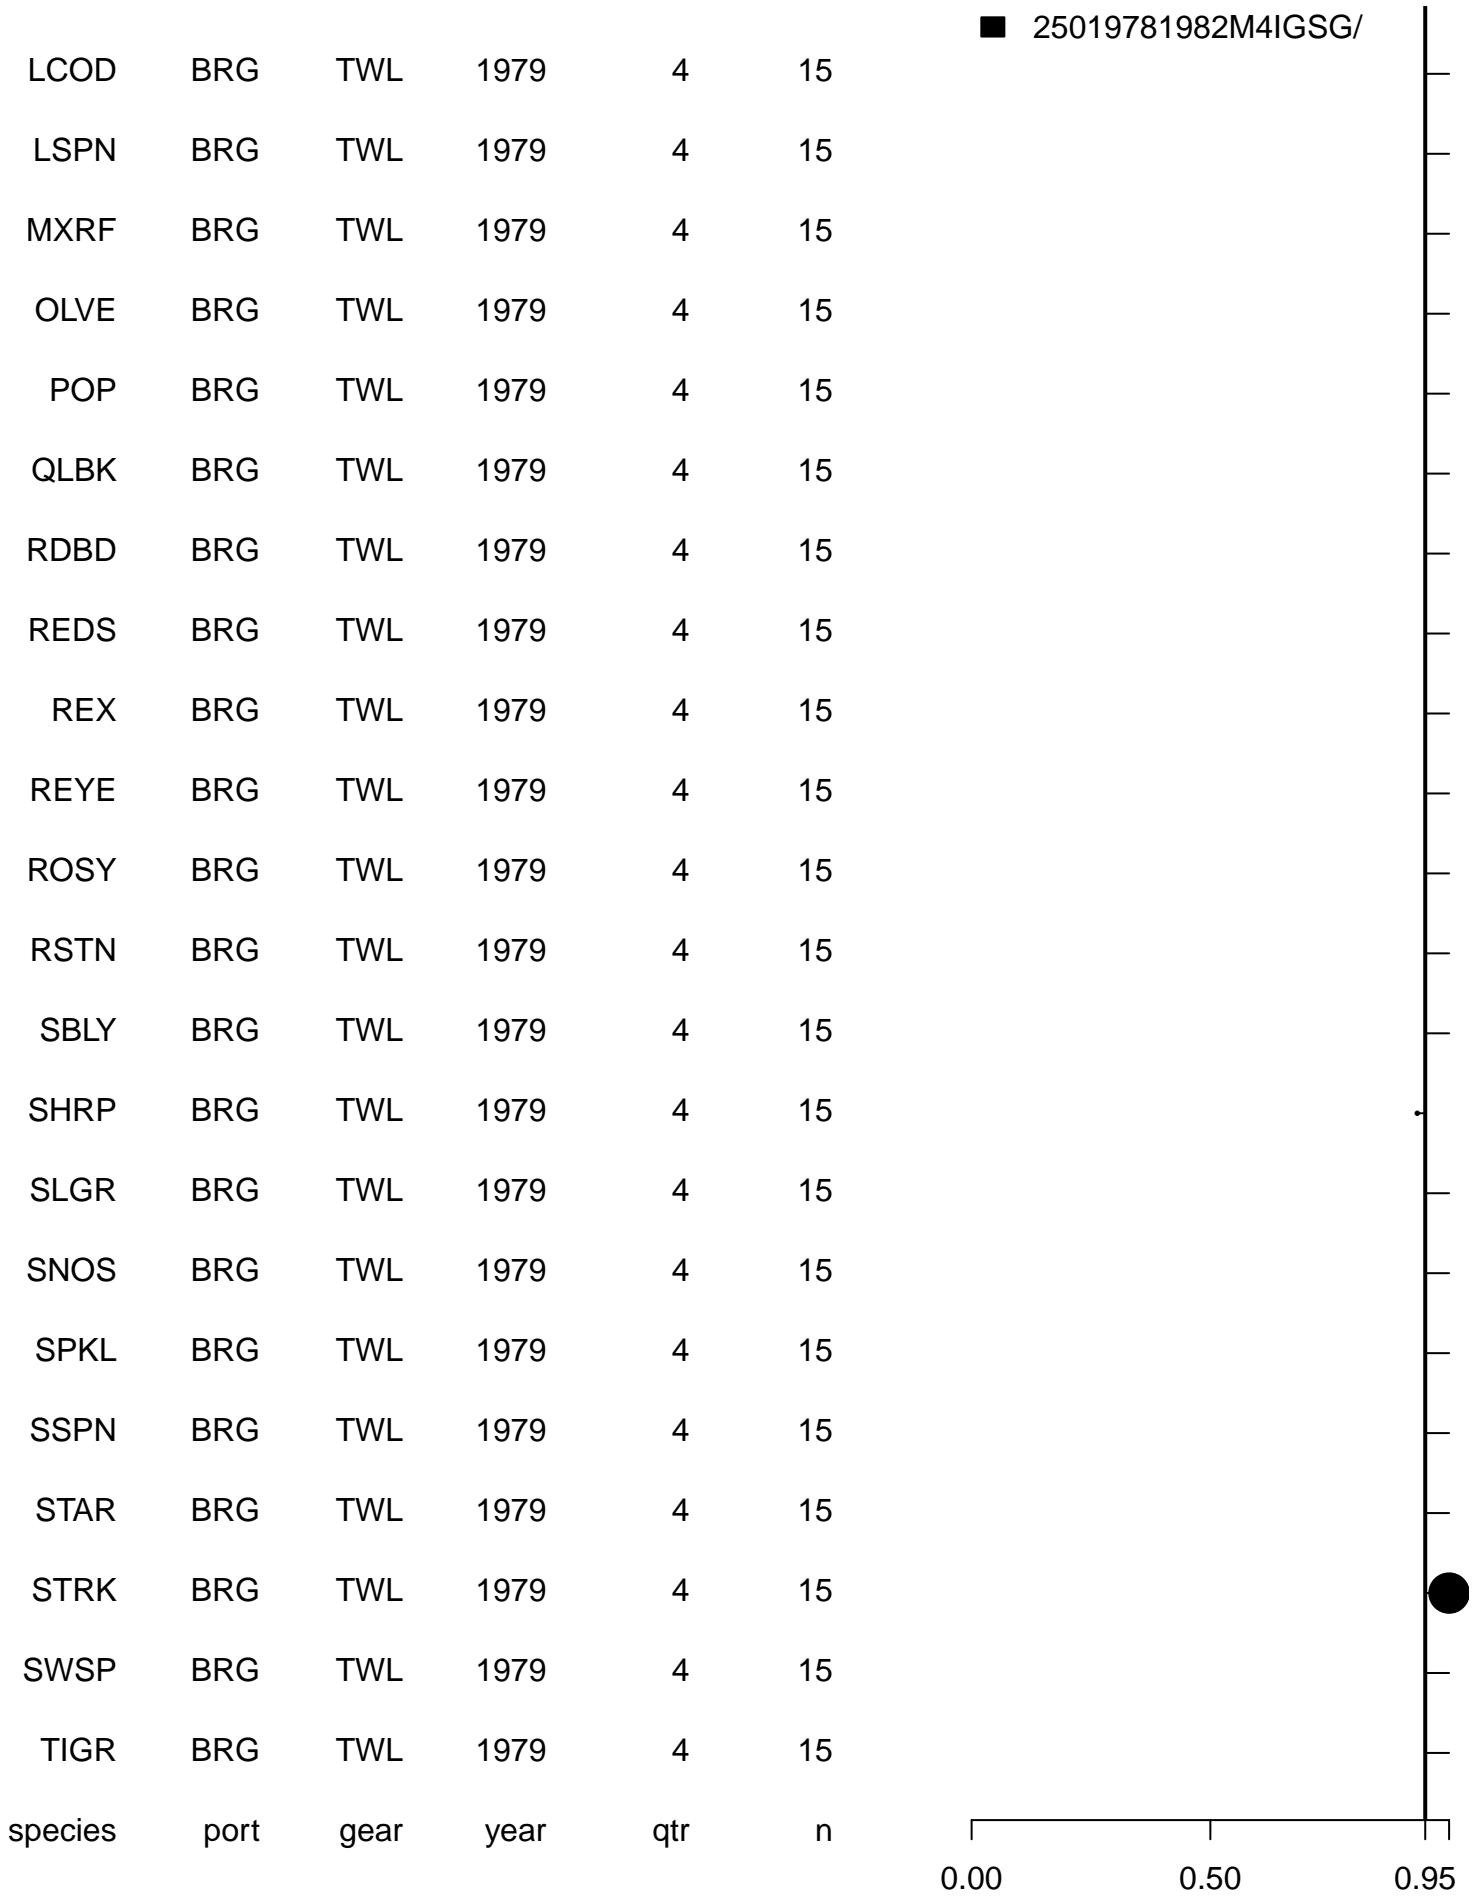 25019781982M4IGSG/
LCOD BRG TWL 1979 4 15
LSPN BRG TWL 1979 4 15
MXRF BRG TWL 1979 4 15
OLVE BRG TWL 1979 4 15
POP BRG TWL 1979 4 15
QLBK BRG TWL 1979 4 15
RDBD BRG TWL 1979 4 15
REDS BRG TWL 1979 4 15
REX BRG TWL 1979 4 15
REYE BRG TWL 1979 4 15
ROSY BRG TWL 1979 4 15
RSTN BRG TWL 1979 4 15
SBLY BRG TWL 1979 4 15
SHRP BRG TWL 1979 4 15
SLGR BRG TWL 1979 4 15
SNOS BRG TWL 1979 4 15
SPKL BRG TWL 1979 4 15
SSPN BRG TWL 1979 4 15
STAR BRG TWL 1979 4 15
STRK BRG TWL 1979 4 15
SWSP BRG TWL 1979 4 15
TIGR BRG TWL 1979 4 15
species port gear year qtr n
0.00 0.50 0.95